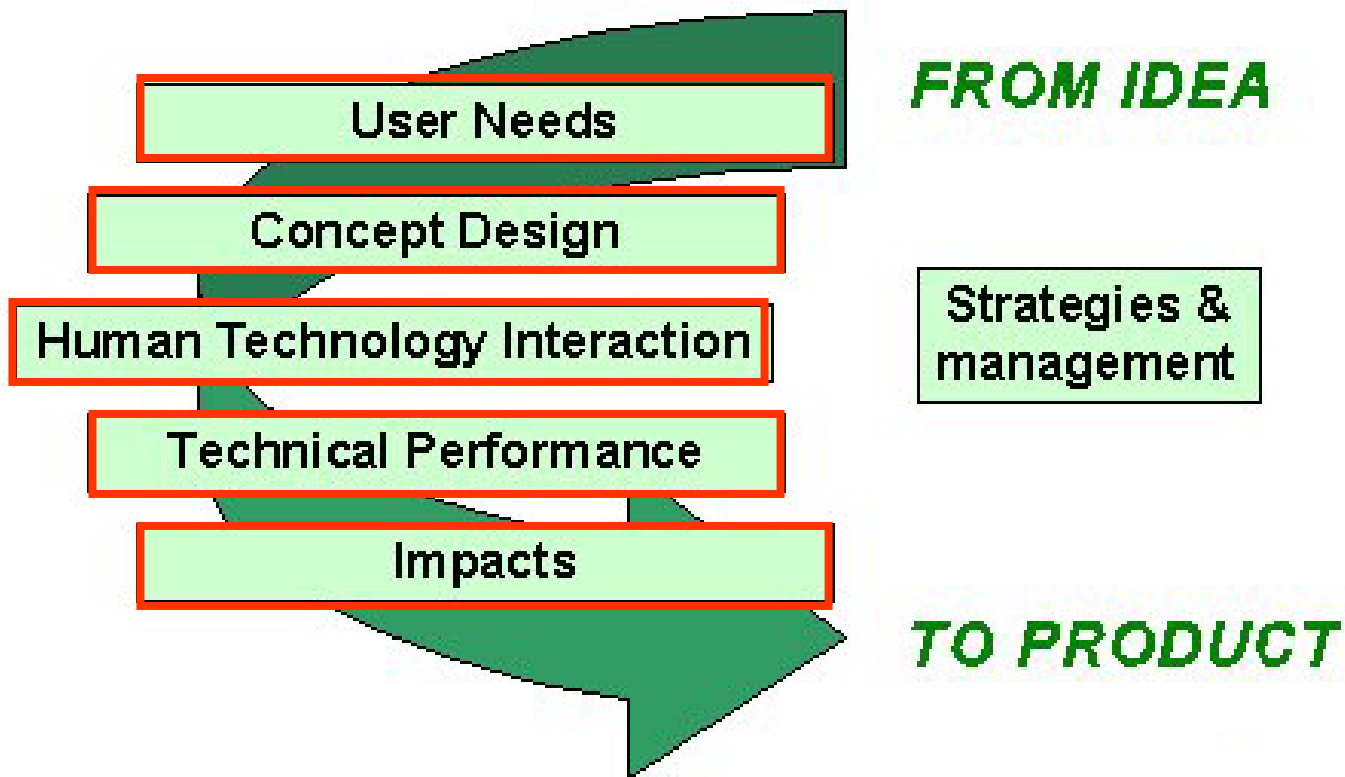 FROM IDEA
User Needs
Concept Design
Human Technology Interaction
Strategies &
management
Technical Performance
Impacts
TO PRODUCT